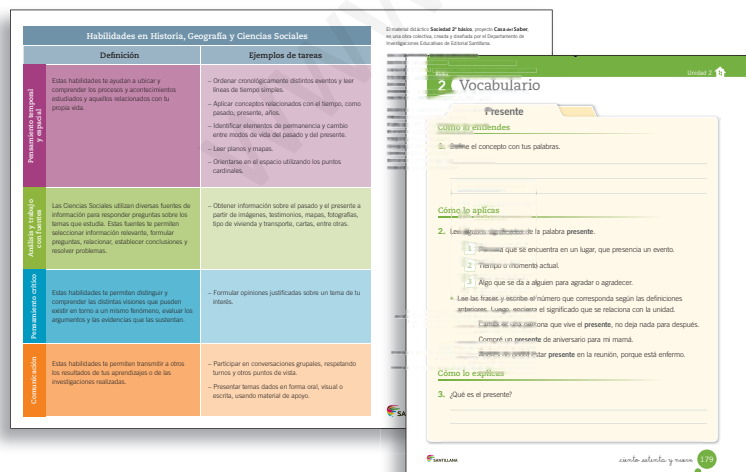 Habilidades en Historia, Geografía y Ciencias Sociales
Definición
Ejemplos de tareas
Pensamiento temporal
y espacial
Estas habilidades te ayudan a ubicar y
comprender los procesos y acontecimientos
estudiados y aquellos relacionados con tu
propia vida.
– Ordenar cronológicamente distintos eventos y leer
líneas de tiempo simples.
– Aplicar conceptos relacionados con el tiempo, como
pasado, presente, años.
– Identificar elementos de permanencia y cambio
entre modos de vida del pasado y del presente.
– Leer planos y mapas.
– Orientarse en el espacio utilizando los puntos
cardinales.
Análisis y trabajo
con fuentes
Las Ciencias Sociales utilizan diversas fuentes de
información para responder preguntas sobre los
temas que estudia. Estas fuentes te permiten
seleccionar información relevante, formular
preguntas, relacionar, establecer conclusiones y
resolver problemas.
– Obtener información sobre el pasado y el presente a
partir de imágenes, testimonios, mapas, fotografías,
tipo de vivienda y transporte, cartas, entre otras.
Pensamiento crítico
Estas habilidades te permiten distinguir y
comprender las distintas visiones que pueden
existir en torno a un mismo fenómeno, evaluar los
argumentos y las evidencias que las sustentan.
– Formular opiniones justificadas sobre un tema de tu
interés.
Comunicación
Estas habilidades te permiten transmitir a otros
los resultados de tus aprendizajes o de las
investigaciones realizadas.
– Participar en conversaciones grupales, respetando
turnos y otros puntos de vista.
– Presentar temas dados en forma oral, visual o
escrita, usando material de apoyo.
El material didáctico Sociedad 2° básico, proyecto Casa del Saber,
es una obra colectiva, creada y diseñada por el Departamento de
Investigaciones Educativas de Editorial Santillana.
SA
Unidad 2
2 Vocabulario
Presente
Cómo lo entiendes
el concepto con tus palabras.
Cómo lo aplicas
2. Lee algunos significados de la palabra presente.
1 Persona que se encuentra en un lugar, que presencia un evento.
2 Tiempo o momento actual.
3 Algo que se da a alguien para agradar o agradecer.
• Lee las frases y escribe el número que corresponda según las definiciones
anteriores. Luego, encierra el significado que se relaciona con la unidad.
Camila es una persona que vive el presente, no deja nada para después.
Compré un presente de aniversario para mi mamá.
Andrés no podrá estar presente en la reunión, porque está enfermo.
Cómo lo explicas
3. ¿Qué es el presente?
SANTILLANA
ciento setenta y nueve 179